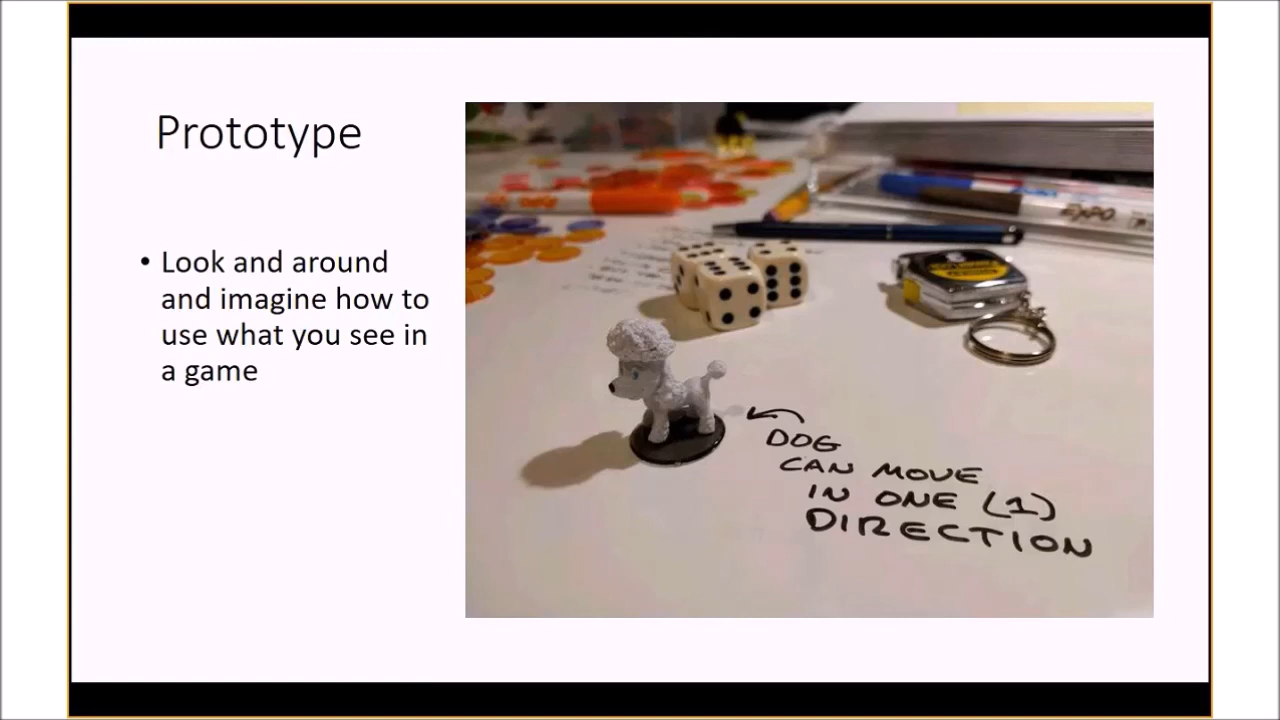 Prototype
• Look and around
and imagine how to
use what you see in
a game
EXPO
DOG
CAN MOVE
IN ONE (1)
DIRECTION